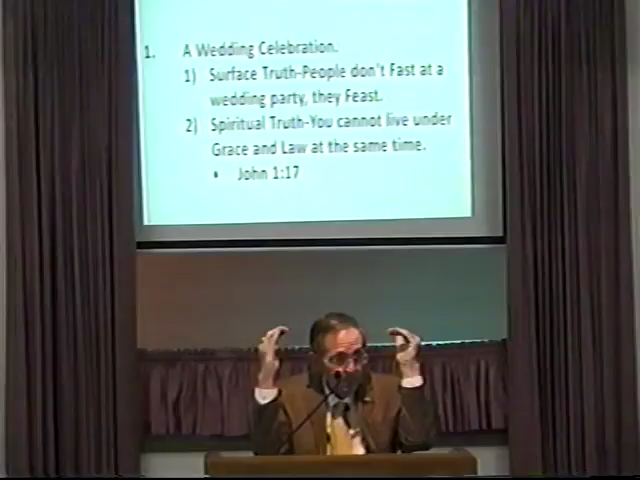 1. A Wedding Celebration.
1) Surface Truth-People don't Fast at a
wedding party, they Feast.
2) Spiritual Truth-You cannot live under
Grace and Law at the same time.
• John 1:17